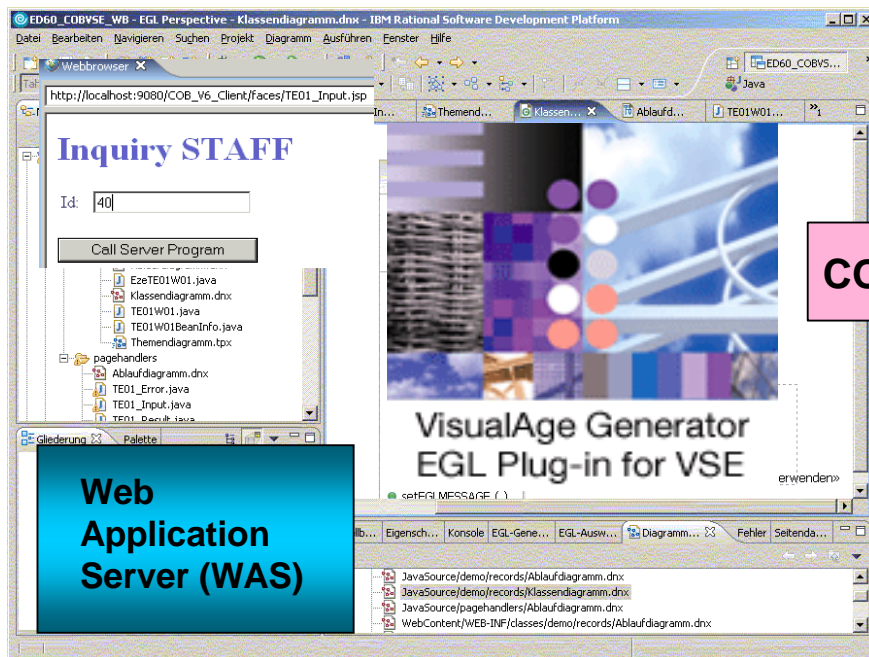 ED60_COBVSE_WB - EGL Perspective - Klassendiagramm.dnx - IBM Rational Software Development Platform
Datei Bearbeiten Navigieren Suchen Projekt Diagramm Ausführen Fenster Hilfe
ED60_COBVS...
Java
Webbrowser
http://localhost:9080/COB_V6_Client/faces/TE01_Input.jsp
In... Themend... Klassen... Ablaufd... TE01W01... »1
Inquiry STAFF
Id: 40
Call Server Program
EzeTE01W01.java
Klassendiagramm.dnx
TE01W01.java
TE01W01BeanInfo.java
Themendiagramm.tpx
pagehandlers
Ablaufdiagramm.dnx
TE01_Error.java
TE01_Input.java
TE01_Result.java
CO
VisualAge Generator
EGL Plug-in for VSE
erwenden»
setEGLMESSAGE ( )
Gliederung Palette
Web
Application
Server (WAS)
Eigensch... Konsole EGL-Gene... EGL-Ausw... Diagramm... Fehler Seitenda...
JavaSource/demo/records/Ablaufdiagramm.dnx
JavaSource/demo/records/Klassendiagramm.dnx
JavaSource/pagehandlers/Ablaufdiagramm.dnx
WebContent/WEB-INF/classes/demo/records/Ablaufdiagramm.dnx